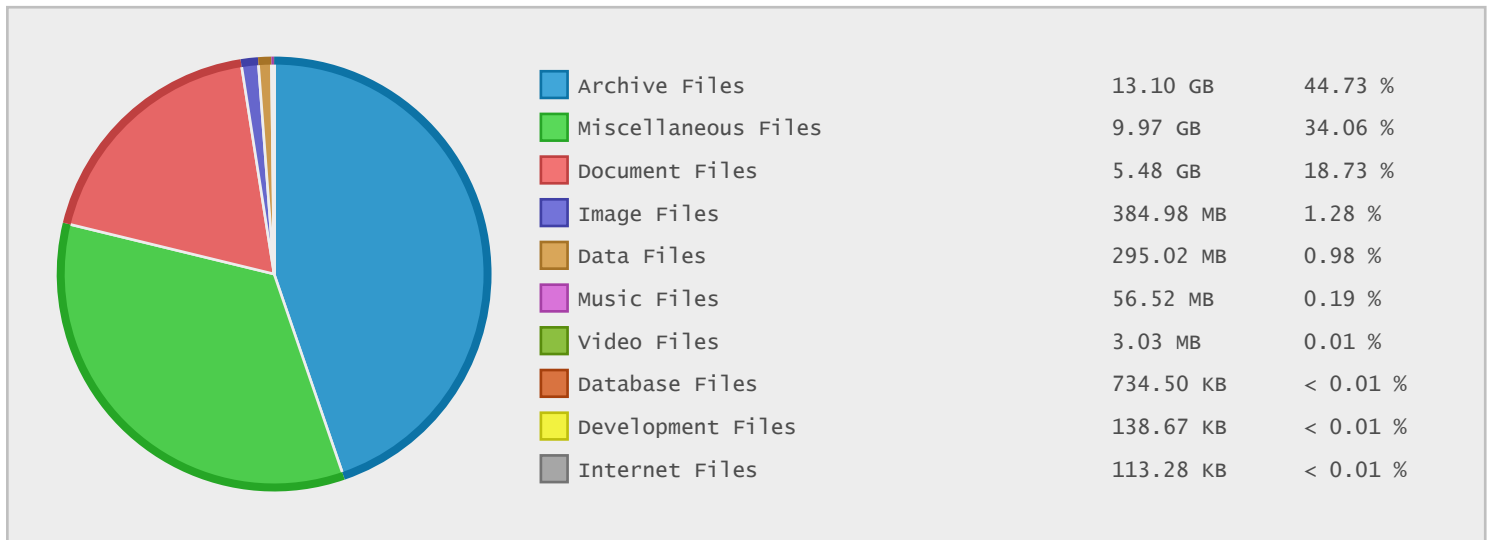 Archive Files 13.10 GB 44.73 %
Miscellaneous Files 9.97 GB 34.06 %
Document Files 5.48 GB 18.73 %
Image Files 384.98 MB 1.28 %
Data Files 295.02 MB 0.98 %
Music Files 56.52 MB 0.19 %
Video Files 3.03 MB 0.01 %
Database Files 734.50 KB < 0.01 %
Development Files 138.67 KB < 0.01 %
Internet Files 113.28 KB < 0.01 %